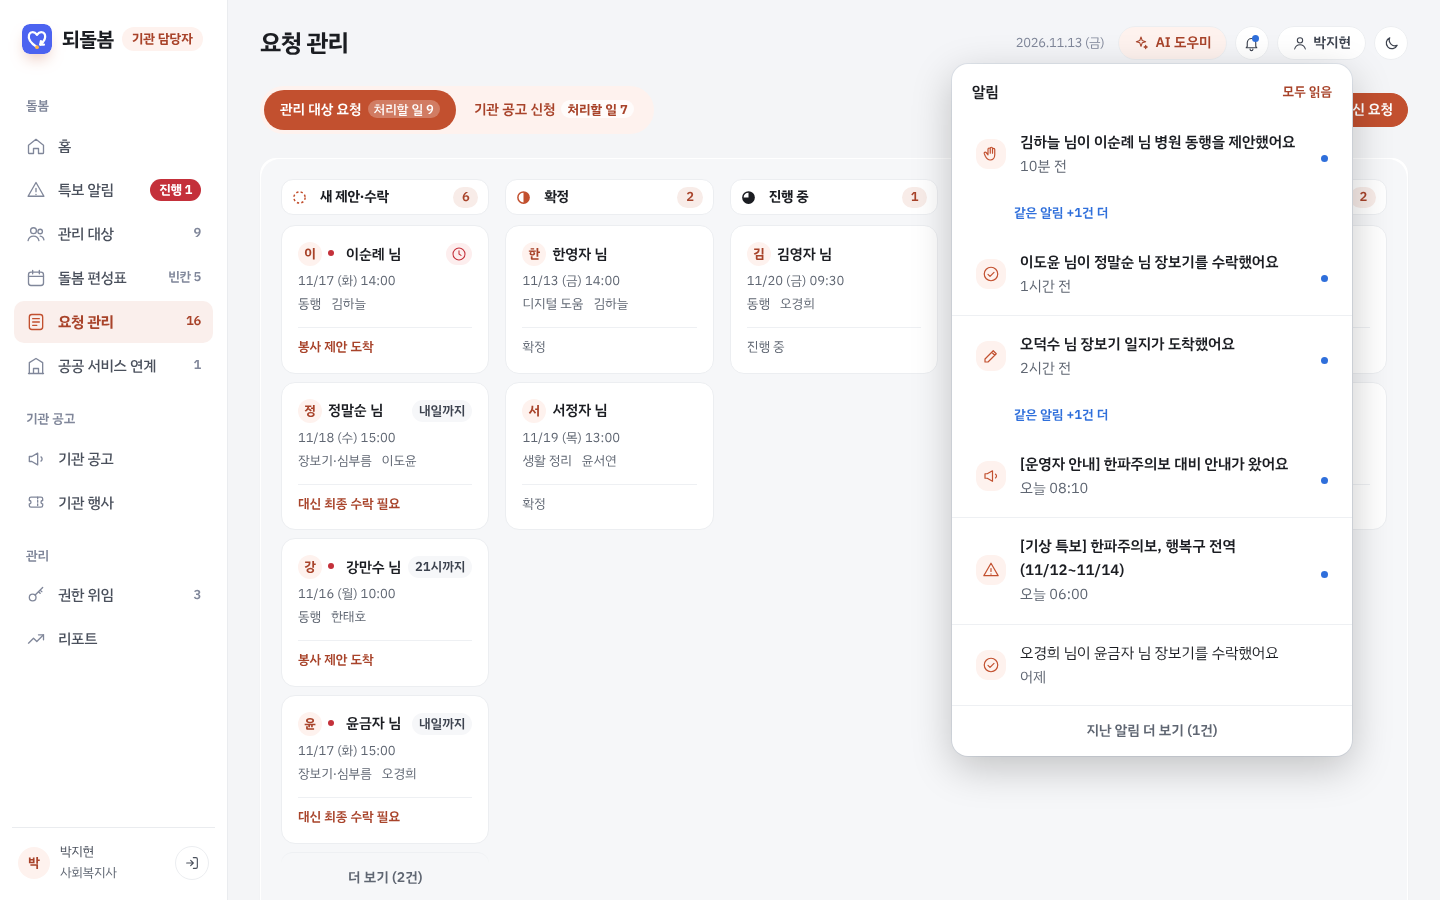 되돌봄 기관 담당자
돌봄
홈
특보 알림 진행 1
관리 대상 9
돌봄 편성표 빈칸 5
요청 관리 16
공공 서비스 연계 1
기관 공고
기관 공고
기관 행사
관리
권한 위임 3
리포트
박 박지현
사회복지사
요청 관리
2026.11.13 (금) AI 도우미 박지현
관리 대상 요청 처리할 일 9 기관 공고 신청 처리할 일 7
신 요청
새 제안·수락 6
이 이순례 님
11/17 (화) 14:00
동행 김하늘
봉사 제안 도착
정 정말순 님 내일까지
11/18 (수) 15:00
장보기·심부름 이도윤
대신 최종 수락 필요
강 강만수 님 21시까지
11/16 (월) 10:00
동행 한태호
봉사 제안 도착
윤 윤금자 님 내일까지
11/17 (화) 15:00
장보기·심부름 오경희
대신 최종 수락 필요
더 보기 (2건)
확정 2
한 한영자 님
11/13 (금) 14:00
디지털 도움 김하늘
확정
서 서정자 님
11/19 (목) 13:00
생활 정리 윤서연
확정
진행 중 1
김 김영자 님
11/20 (금) 09:30
동행 오경희
진행 중
2
알림 모두 읽음
김하늘 님이 이순례 님 병원 동행을 제안했어요
10분 전
같은 알림 +1건 더
이도윤 님이 정말순 님 장보기를 수락했어요
1시간 전
오덕수 님 장보기 일지가 도착했어요
2시간 전
같은 알림 +1건 더
[운영자 안내] 한파주의보 대비 안내가 왔어요
오늘 08:10
[기상 특보] 한파주의보, 행복구 전역
(11/12~11/14)
오늘 06:00
오경희 님이 윤금자 님 장보기를 수락했어요
어제
지난 알림 더 보기 (1건)